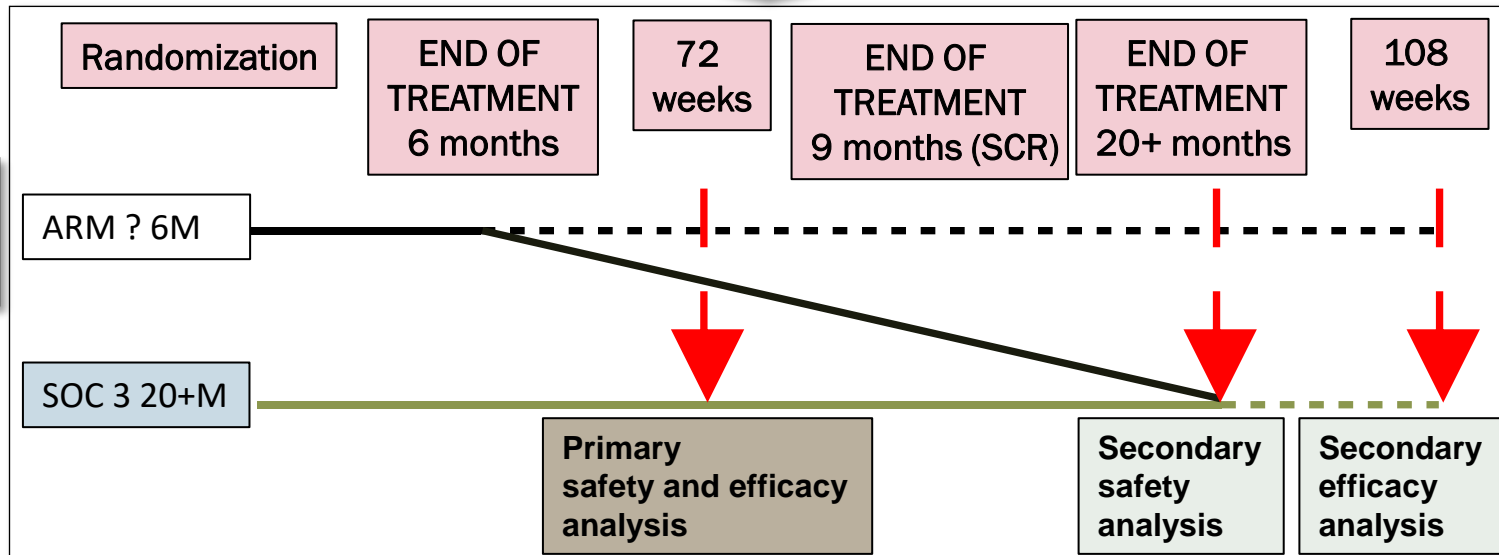 Randomization
END OF
TREATMENT
6 months
72
weeks
END OF
TREATMENT
9 months (SCR)
END OF
TREATMENT
20+ months
108
weeks
ARM ? 6M
SOC 3 20+M
Primary
safety and efficacy
analysis
Secondary
safety
analysis
Secondary
efficacy
analysis